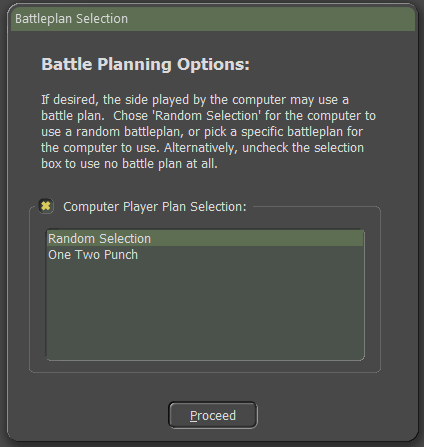 Battleplan Selection
Battle Planning Options:
If desired, the side played by the computer may use a
battle plan.  Chose 'Random Selection' for the computer to
use a random battleplan, or pick a specific battleplan for
the computer to use. Alternatively, uncheck the selection
box to use no battle plan at all.
Computer Player Plan Selection:
Random Selection
One Two Punch
Proceed